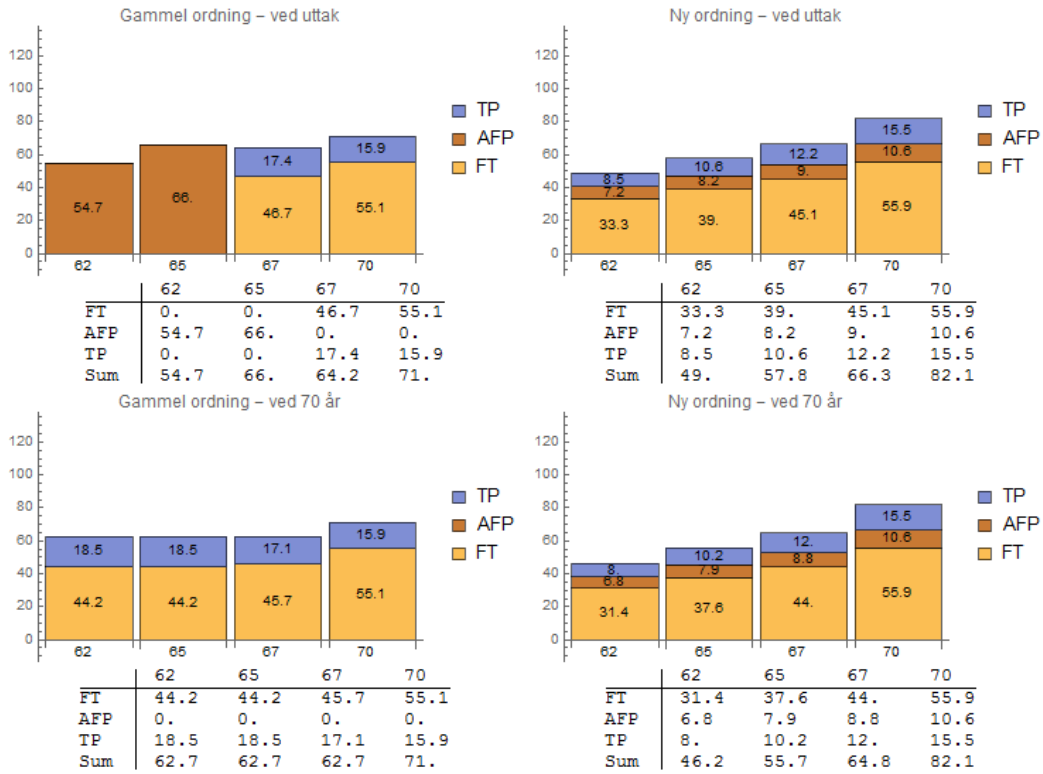 Gammel ordning – ved uttak
120
100
80
60
40
20
0
54.7
66.
17.4
46.7
15.9
55.1
62 65 67 70
TP
AFP
FT
62 65 67 70
FT 0. 0. 46.7 55.1
AFP 54.7 66. 0. 0.
TP 0. 0. 17.4 15.9
Sum 54.7 66. 64.2 71.
Ny ordning – ved uttak
120
100
80
60
40
20
0
8.5
7.2
33.3
10.6
8.2
39.
12.2
9.
45.1
15.5
10.6
55.9
62 65 67 70
TP
AFP
FT
62 65 67 70
FT 33.3 39. 45.1 55.9
AFP 7.2 8.2 9. 10.6
TP 8.5 10.6 12.2 15.5
Sum 49. 57.8 66.3 82.1
Gammel ordning – ved 70 år
120
100
80
60
40
20
0
18.5
44.2
18.5
44.2
17.1
45.7
15.9
55.1
62 65 67 70
TP
AFP
FT
62 65 67 70
FT 44.2 44.2 45.7 55.1
AFP 0. 0. 0. 0.
TP 18.5 18.5 17.1 15.9
Sum 62.7 62.7 62.7 71.
Ny ordning – ved 70 år
120
100
80
60
40
20
0
8.
6.8
31.4
10.2
7.9
37.6
12.
8.8
44.
15.5
10.6
55.9
62 65 67 70
TP
AFP
FT
62 65 67 70
FT 31.4 37.6 44. 55.9
AFP 6.8 7.9 8.8 10.6
TP 8. 10.2 12. 15.5
Sum 46.2 55.7 64.8 82.1